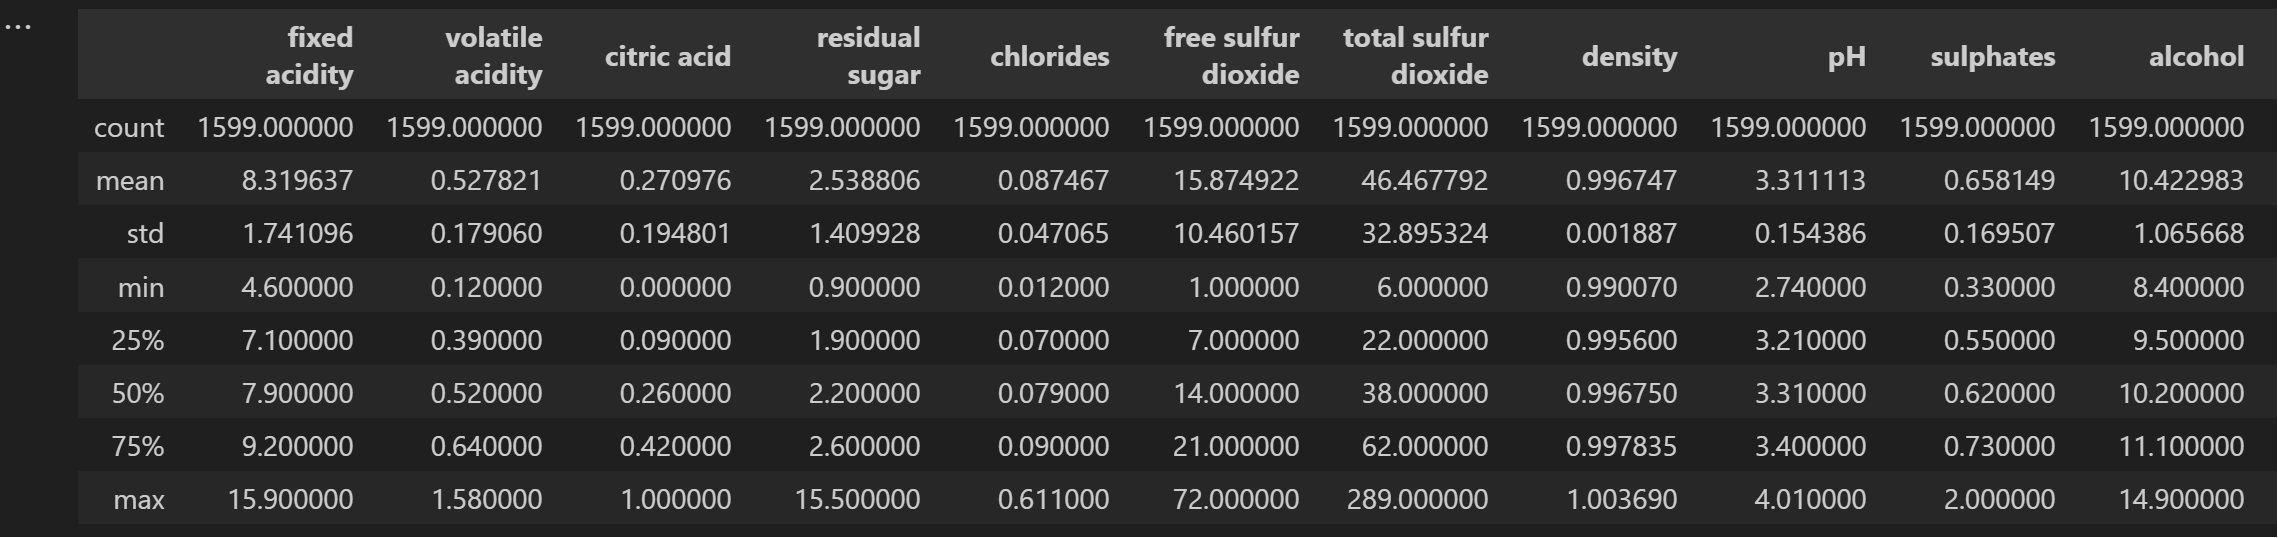 ...
fixed acidity volatile acidity citric acid residual sugar chlorides free sulfur dioxide total sulfur dioxide density pH sulphates alcohol
count 1599.000000 1599.000000 1599.000000 1599.000000 1599.000000 1599.000000 1599.000000 1599.000000 1599.000000 1599.000000 1599.000000
mean 8.319637 0.527821 0.270976 2.538806 0.087467 15.874922 46.467792 0.996747 3.311113 0.658149 10.422983
std 1.741096 0.179060 0.194801 1.409928 0.047065 10.460157 32.895324 0.001887 0.154386 0.169507 1.065668
min 4.600000 0.120000 0.000000 0.900000 0.012000 1.000000 6.000000 0.990070 2.740000 0.330000 8.400000
25% 7.100000 0.390000 0.090000 1.900000 0.070000 7.000000 22.000000 0.995600 3.210000 0.550000 9.500000
50% 7.900000 0.520000 0.260000 2.200000 0.079000 14.000000 38.000000 0.996750 3.310000 0.620000 10.200000
75% 9.200000 0.640000 0.420000 2.600000 0.090000 21.000000 62.000000 0.997835 3.400000 0.730000 11.100000
max 15.900000 1.580000 1.000000 15.500000 0.611000 72.000000 289.000000 1.003690 4.010000 2.000000 14.900000